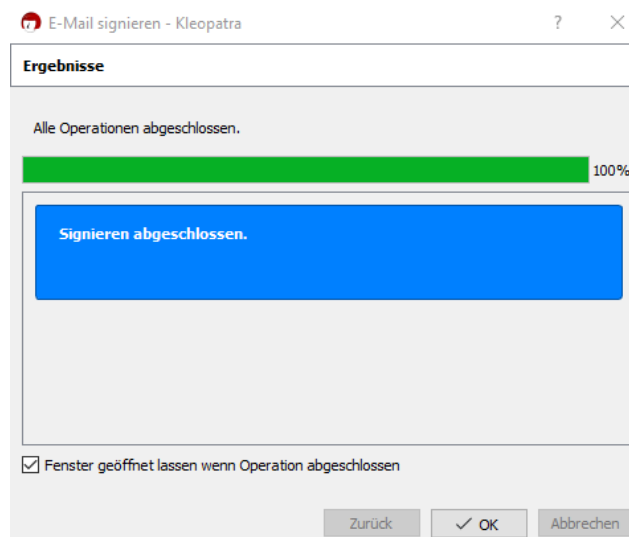 E-Mail signieren - Kleopatra
Ergebnisse
Alle Operationen abgeschlossen.
100%
Signieren abgeschlossen.
Fenster geöffnet lassen wenn Operation abgeschlossen
Zurück OK Abbrechen